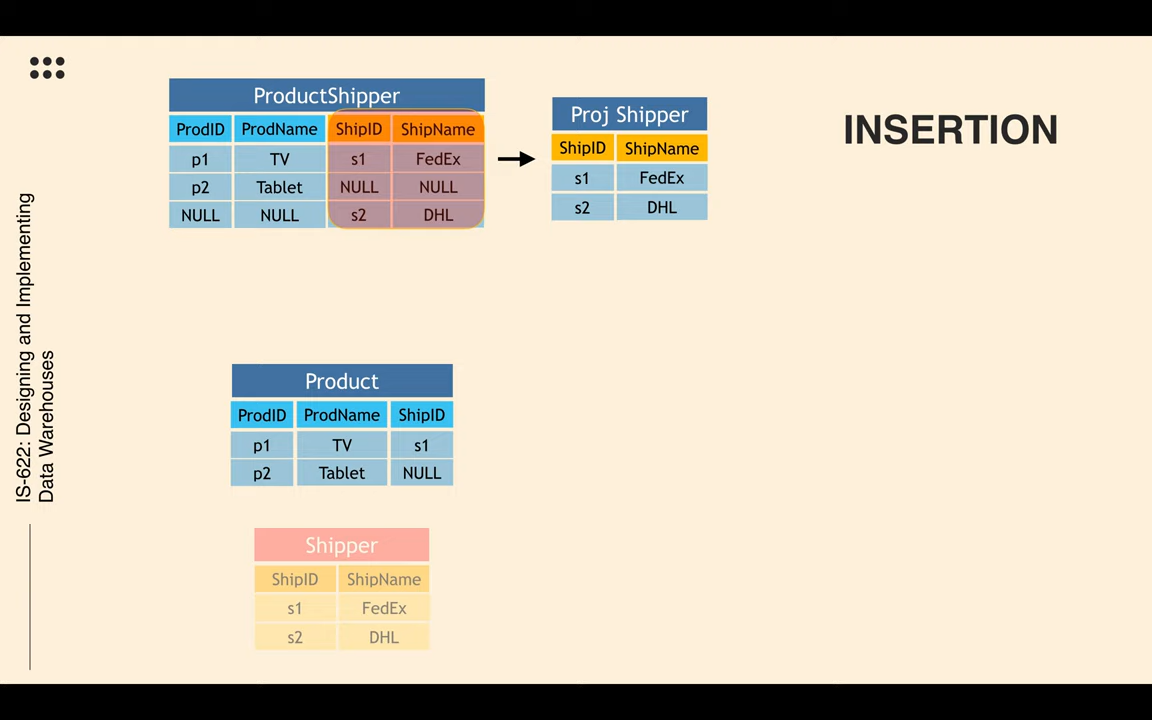 IS-622: Designing and Implementing
Data Warehouses
ProductShipper
ProdID ProdName ShipID ShipName
p1 TV s1 FedEx
p2 Tablet NULL NULL
NULL NULL s2 DHL
Proj Shipper
ShipID ShipName
s1 FedEx
s2 DHL
INSERTION
Product
ProdID ProdName ShipID
p1 TV s1
p2 Tablet NULL
Shipper
ShipID ShipName
s1 FedEx
s2 DHL